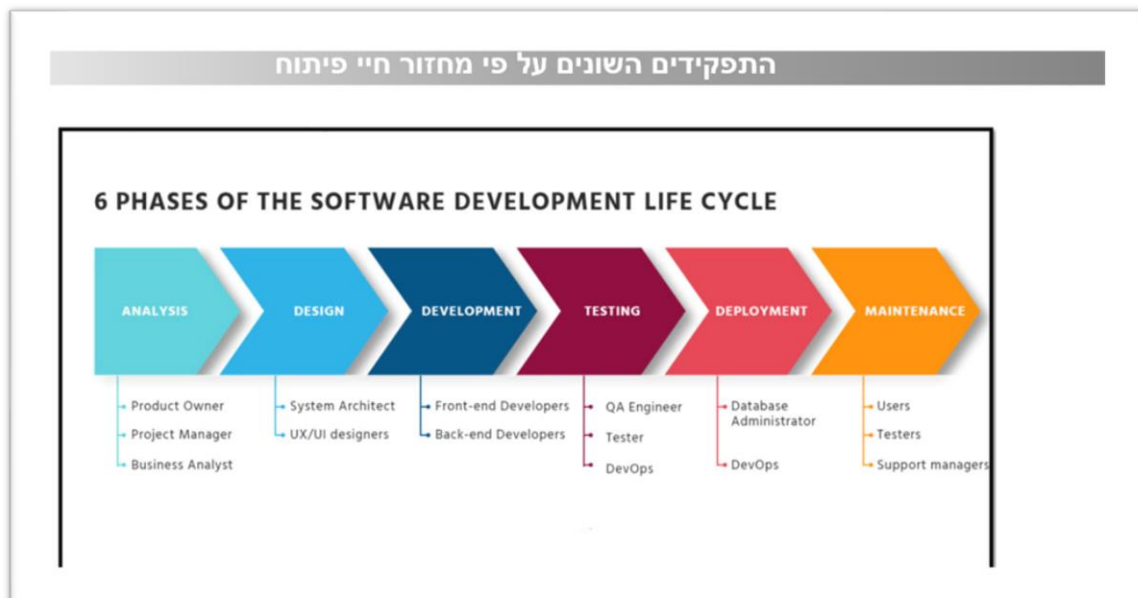 התפקידים השונים על פי מחזור חיי פיתוח
6 PHASES OF THE SOFTWARE DEVELOPMENT LIFE CYCLE
ANALYSIS
Product Owner
Project Manager
Business Analyst
DESIGN
System Architect
UX/UI designers
DEVELOPMENT
Front-end Developers
Back-end Developers
TESTING
QA Engineer
Tester
DevOps
DEPLOYMENT
Database
Administrator
DevOps
MAINTENANCE
Users
Testers
Support managers